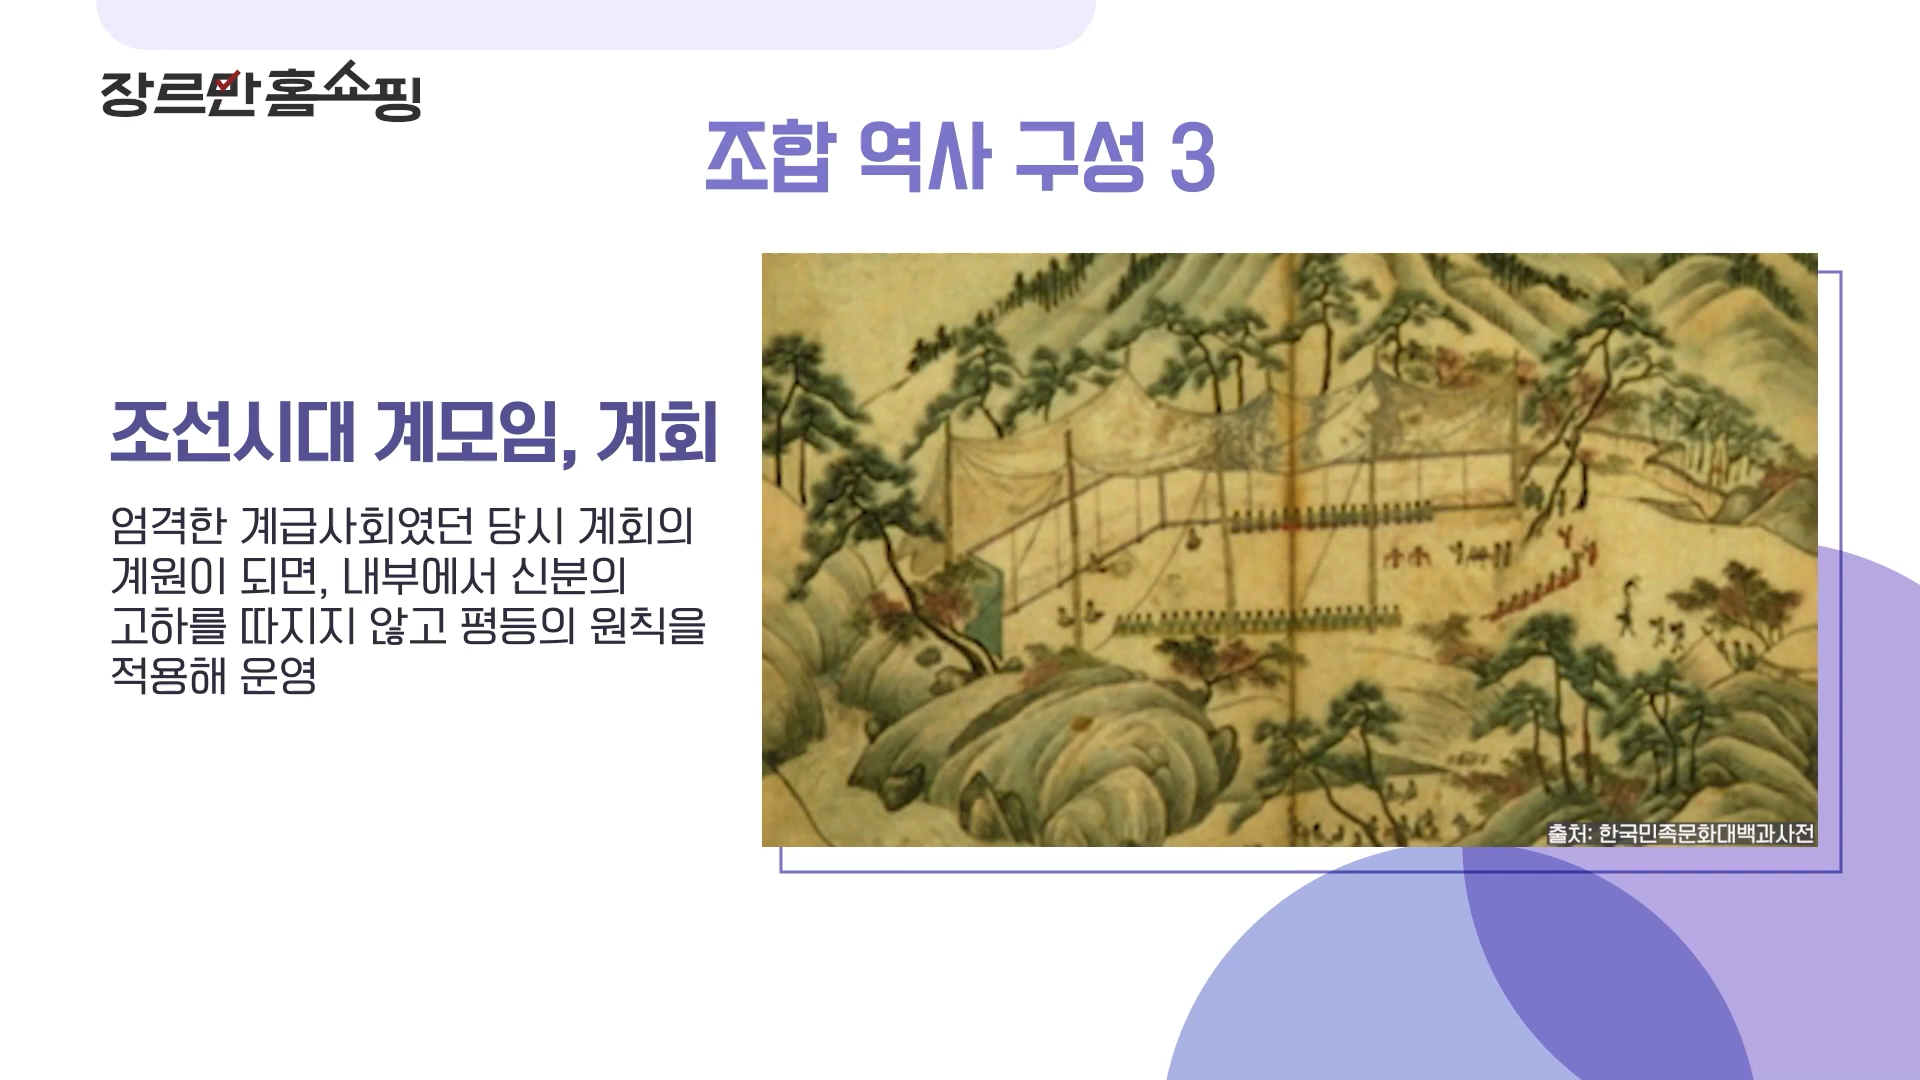 장르만 홈쇼핑
조합 역사 구성 3
조선시대 계모임, 계회
엄격한 계급사회였던 당시 계회의
계원이 되면, 내부에서 신분의
고하를 따지지 않고 평등의 원칙을
적용해 운영
출처: 한국민족문화대백과사전